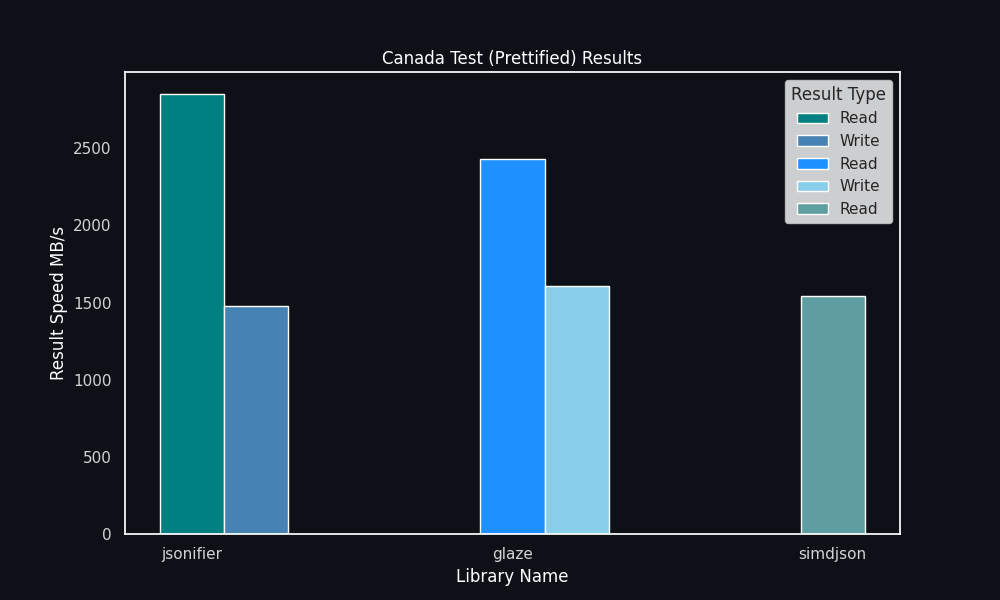 Canada Test (Prettified) Results
Result Type
Read
Write
Read
Write
Read
Result Speed MB/s
2500
2000
1500
1000
500
0
jsonifier
glaze
simdjson
Library Name